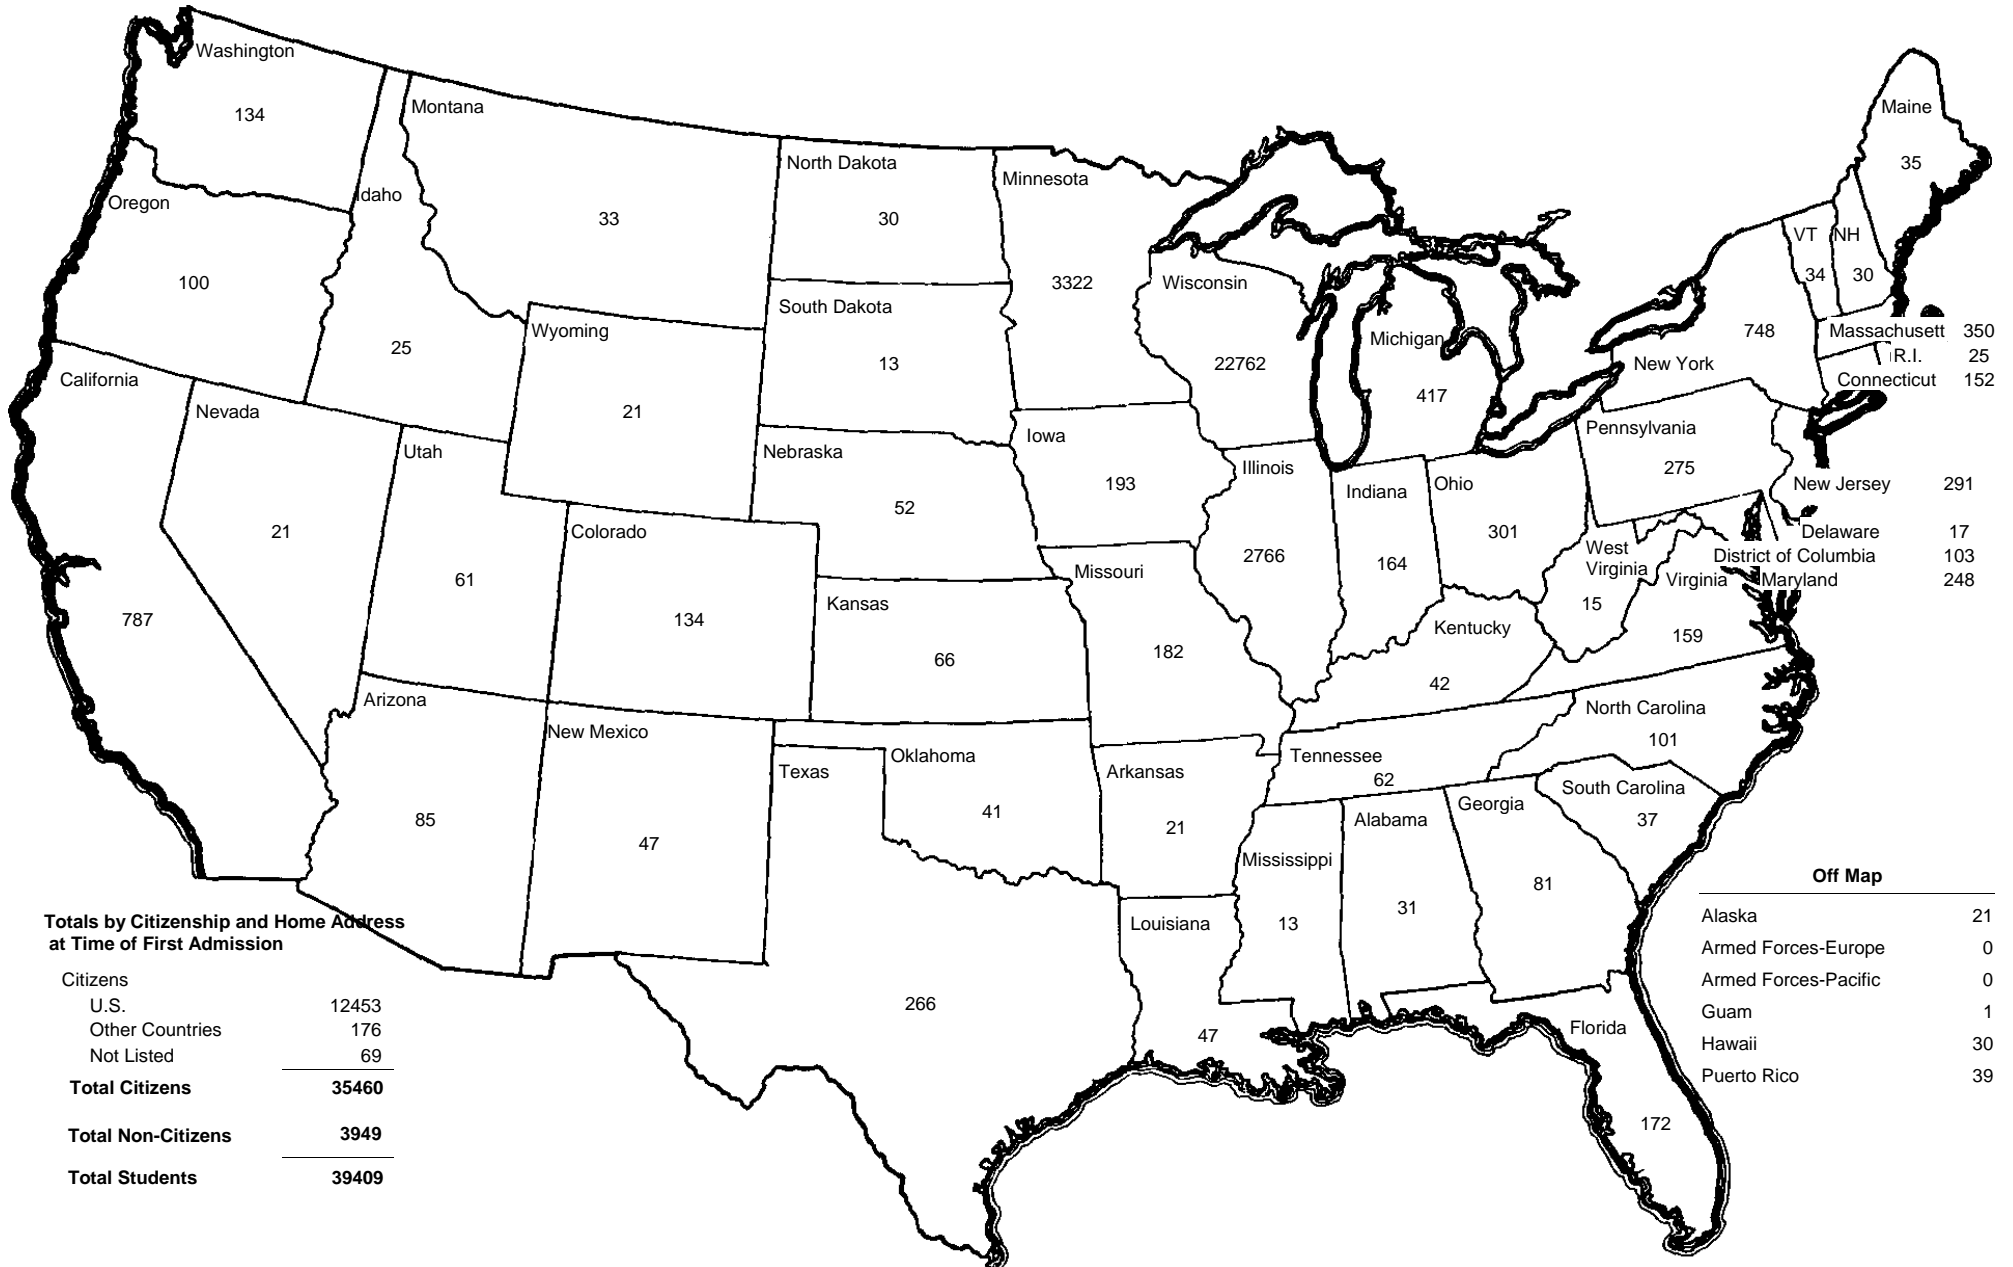 Washington
134
Montana
33
Idaho
25
Oregon
100
North Dakota
30
Minnesota
3322
South Dakota
13
Wyoming
21
Wisconsin
22762
Michigan
417
Maine
35
VT
34
NH
30
New York
748
Massachusett 350
R.I. 25
Connecticut 152
California
787
Nevada
21
Utah
61
Colorado
134
Nebraska
52
Iowa
193
Illinois
2766
Indiana
164
Ohio
301
Pennsylvania
275
New Jersey 291
Delaware 17
District of Columbia 103
Maryland 248
West
Virginia
15
Virginia
159
Kansas
66
Missouri
182
Kentucky
42
Arizona
85
New Mexico
47
Texas
266
Oklahoma
41
Arkansas
21
Tennessee
62
North Carolina
101
South Carolina
37
Georgia
81
Alabama
31
Mississippi
13
Louisiana
47
Florida
172
Totals by Citizenship and Home Address
at Time of First Admission
Citizens
U.S. 12453
Other Countries 176
Not Listed 69
Total Citizens 35460
Total Non-Citizens 3949
Total Students 39409
Off Map
Alaska 21
Armed Forces-Europe 0
Armed Forces-Pacific 0
Guam 1
Hawaii 30
Puerto Rico 39